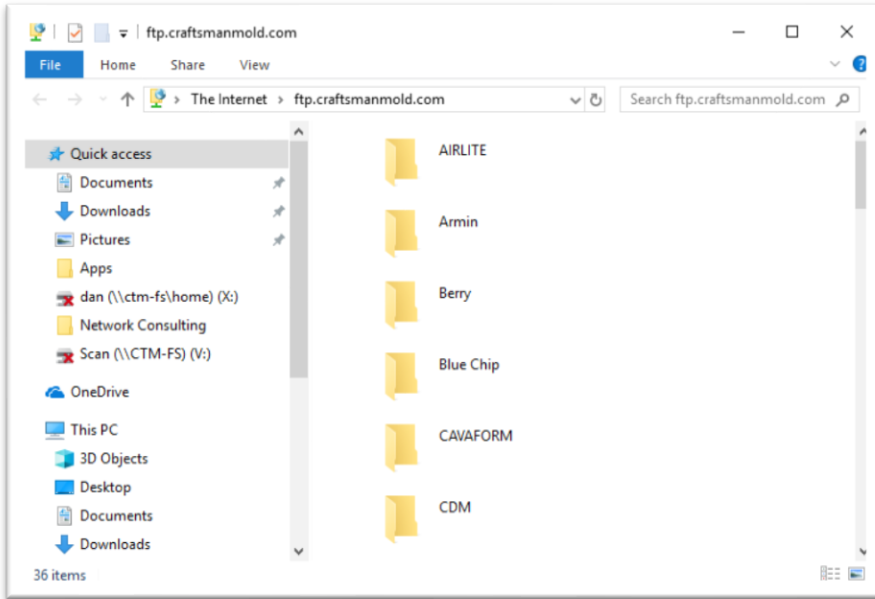 ftp.craftsmanmold.com
File Home Share View
The Internet > ftp.craftsmanmold.com
Search ftp.craftsmanmold.com
Quick access
Documents
Downloads
Pictures
Apps
dan (\\ctm-fs\home) (X:)
Network Consulting
Scan (\\CTM-FS) (V:)
OneDrive
This PC
3D Objects
Desktop
Documents
Downloads
AIRLITE
Armin
Berry
Blue Chip
CAVAFORM
CDM
36 items